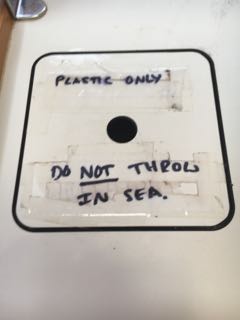 PLASTIC ONLY
DO NOT THROW
IN SEA.